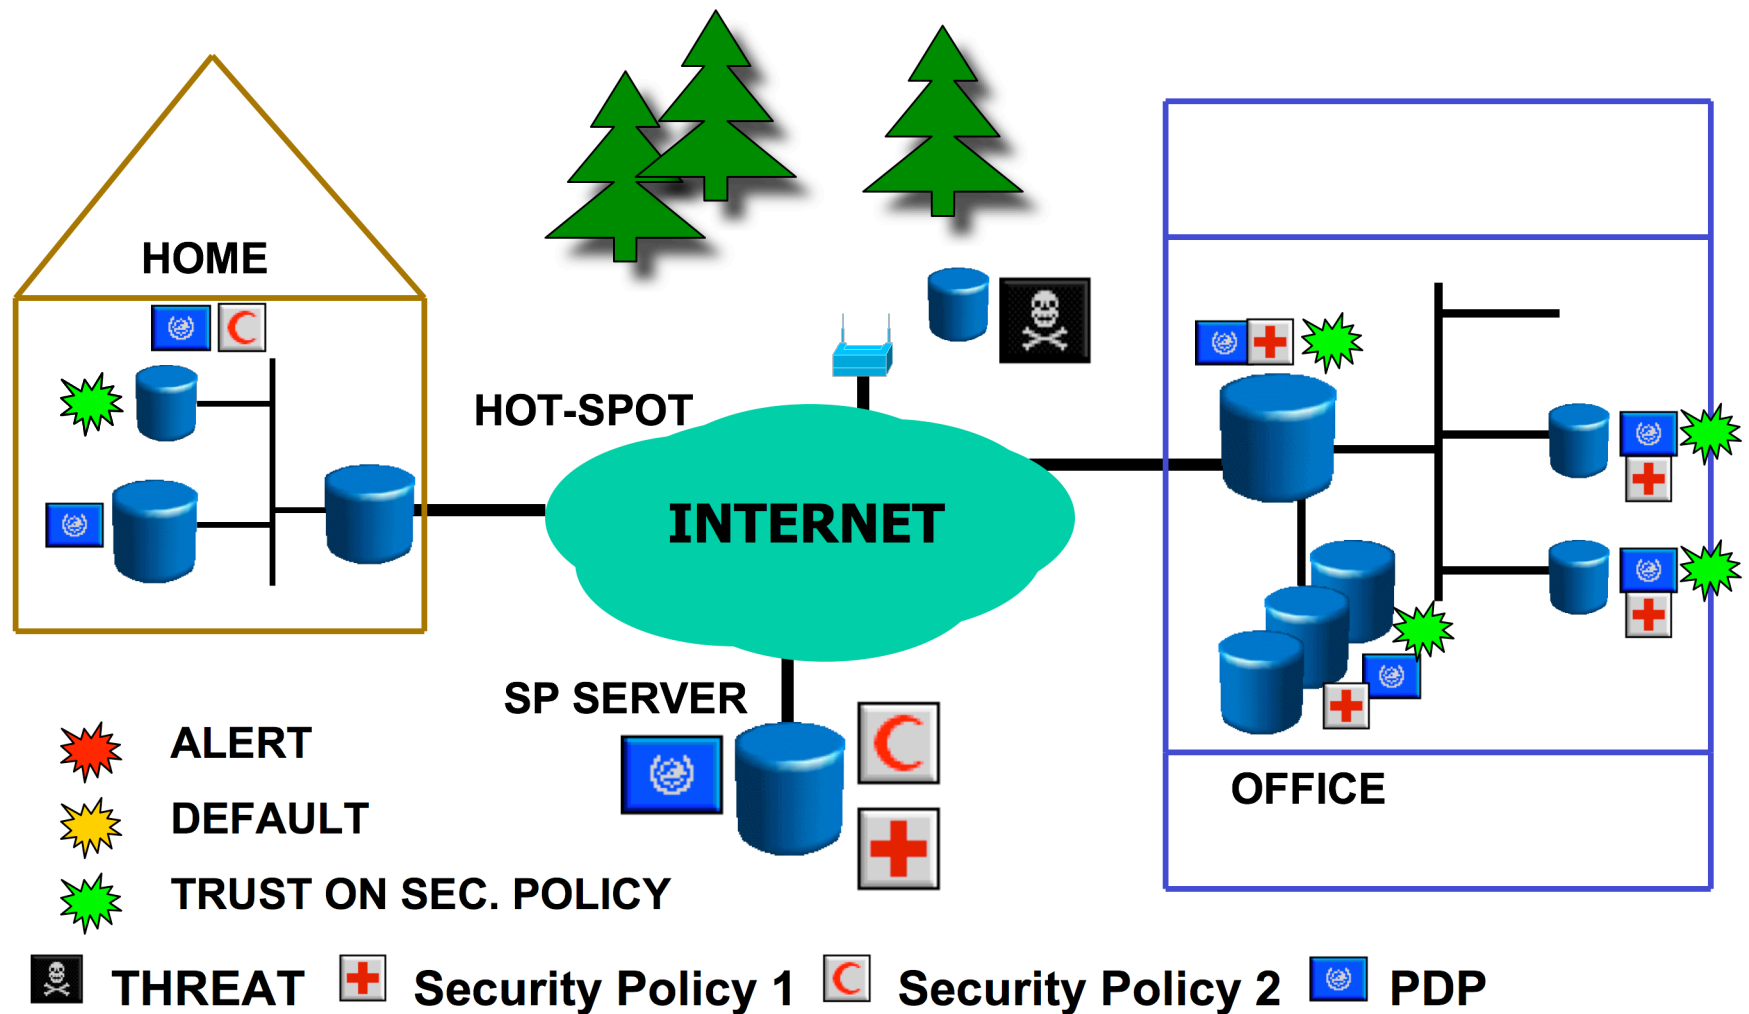 HOME
HOT-SPOT
INTERNET
SP SERVER
OFFICE
ALERT
DEFAULT
TRUST ON SEC. POLICY
THREAT Security Policy 1 Security Policy 2 PDP